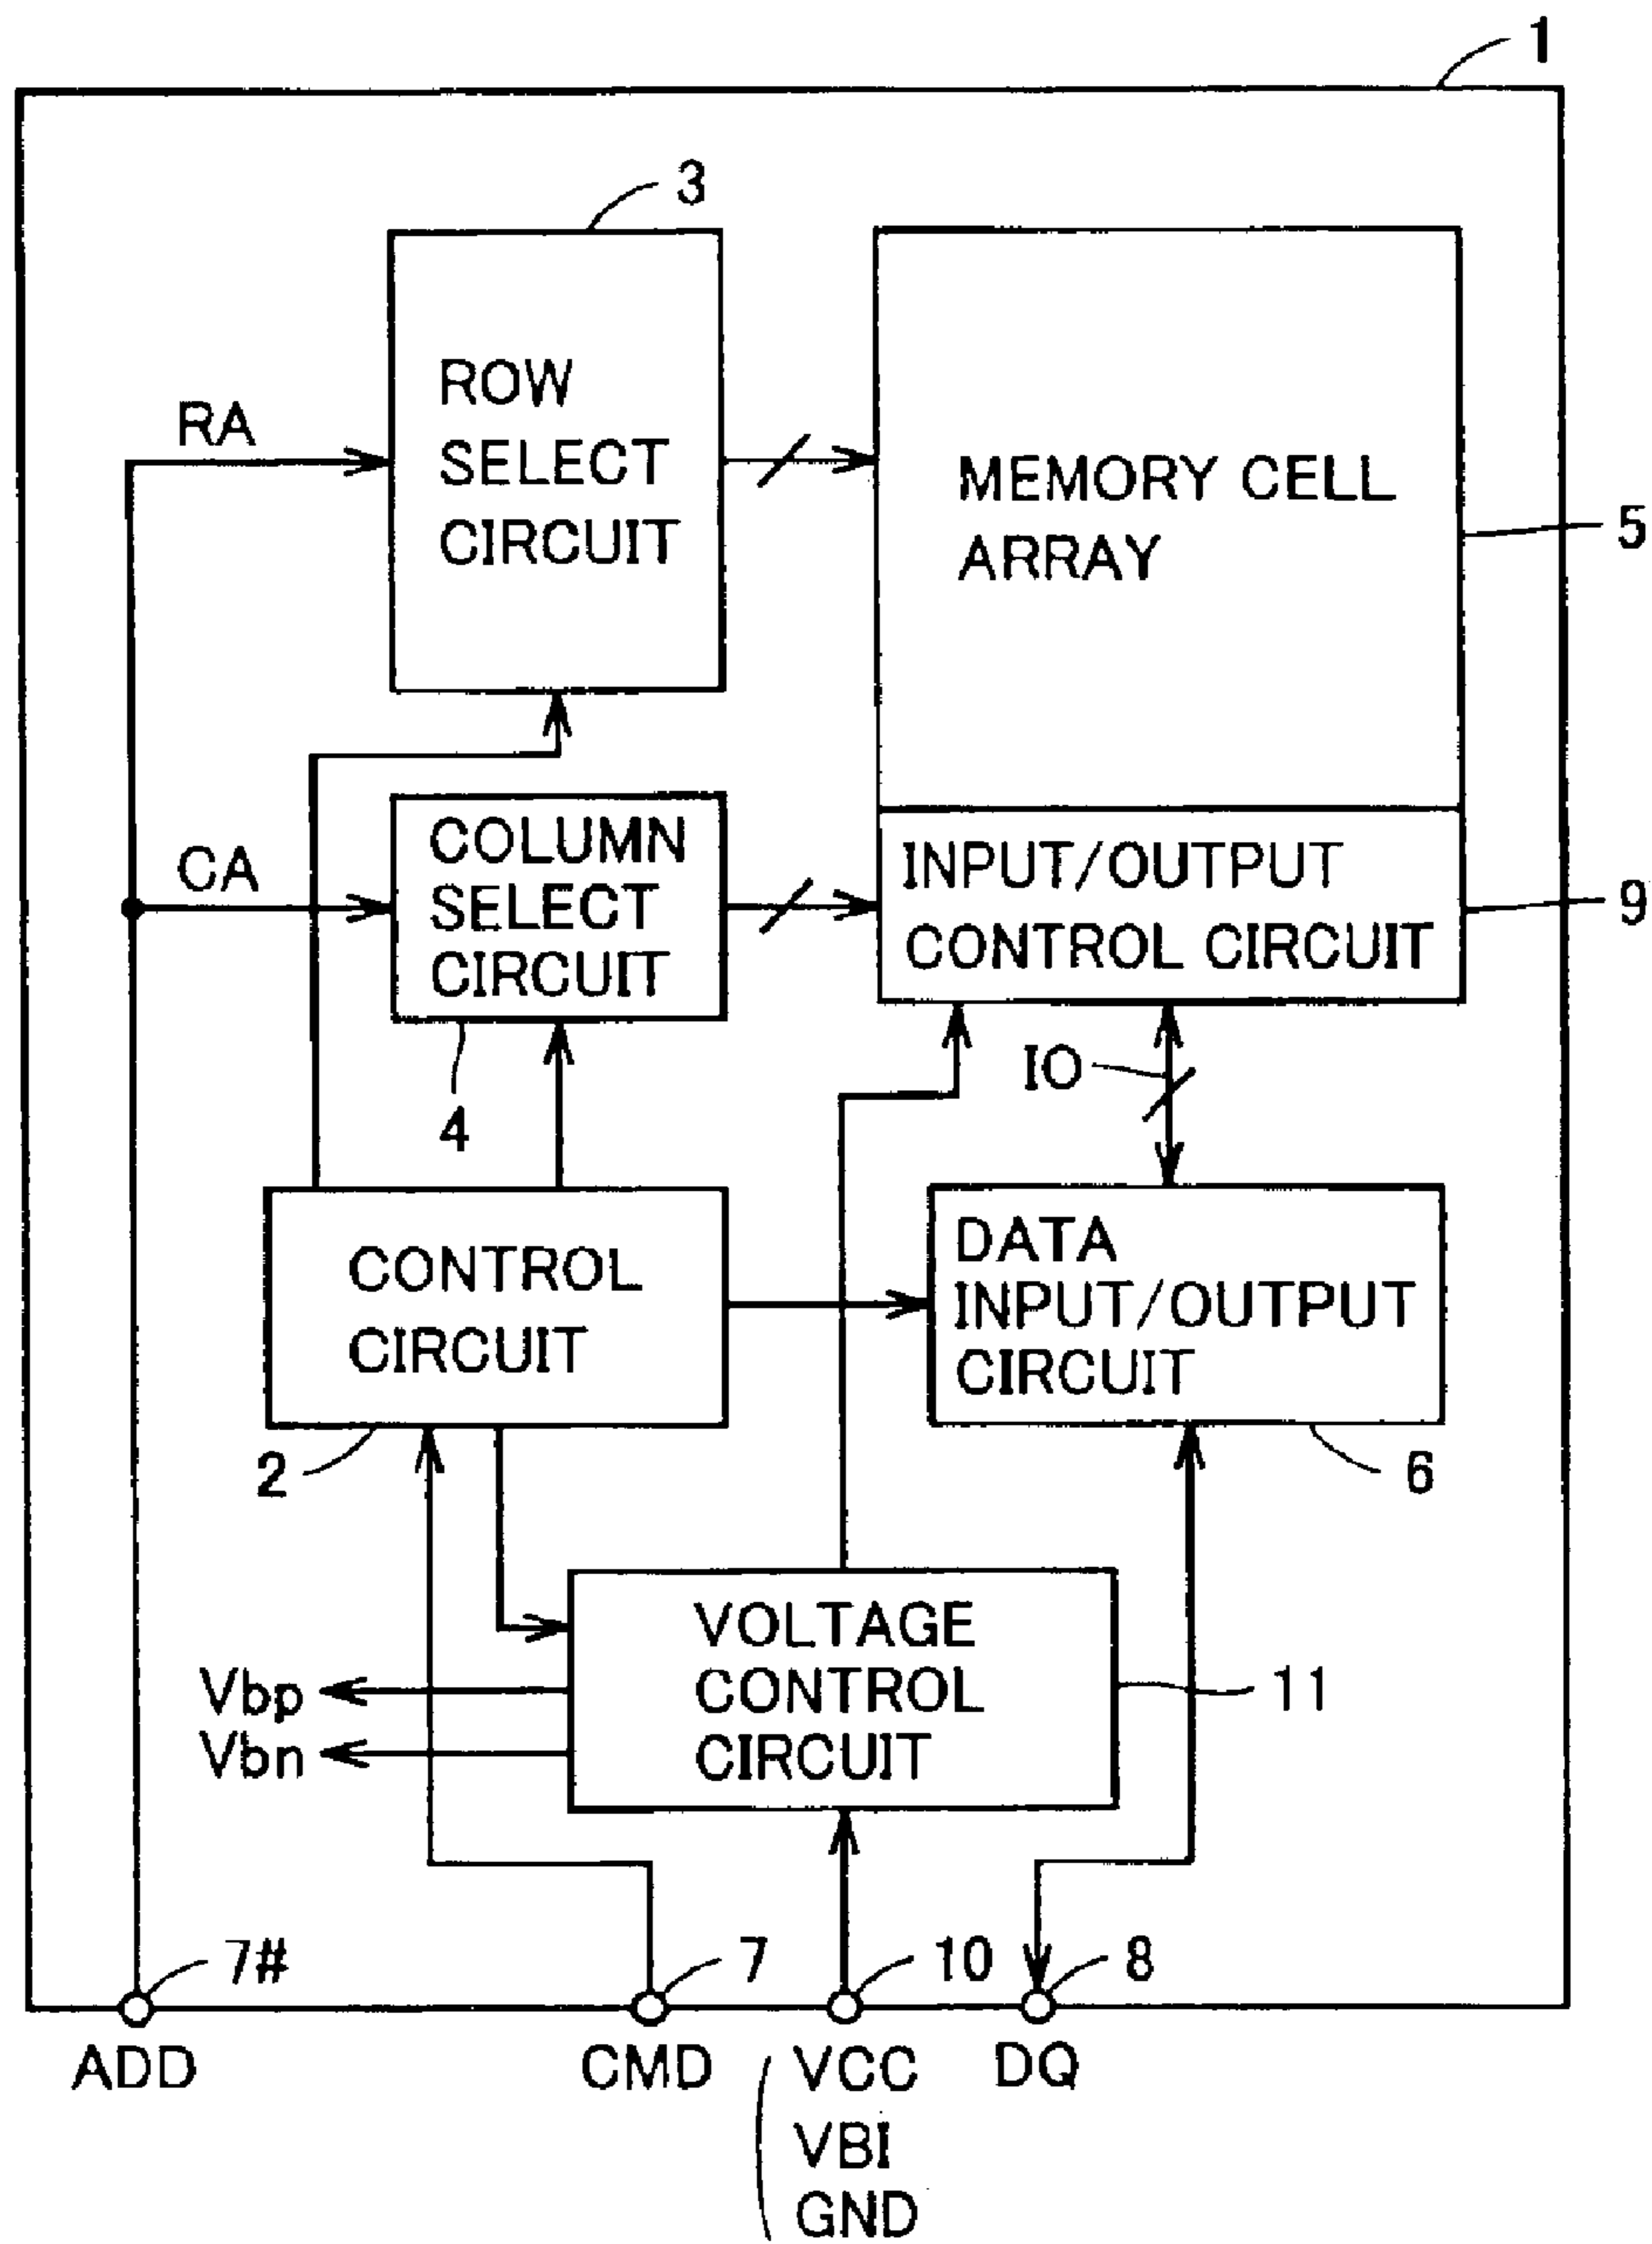 1
3
ROW
SELECT
CIRCUIT
RA
MEMORY CELL
ARRAY
5
CA
COLUMN
SELECT
CIRCUIT
4
INPUT/OUTPUT
CONTROL CIRCUIT
9
IO
CONTROL
CIRCUIT
2
DATA
INPUT/OUTPUT
CIRCUIT
6
VOLTAGE
CONTROL
CIRCUIT
11
Vbp
Vbn
7#
7
10
8
ADD
CMD
VCC
VBI
GND
DQ